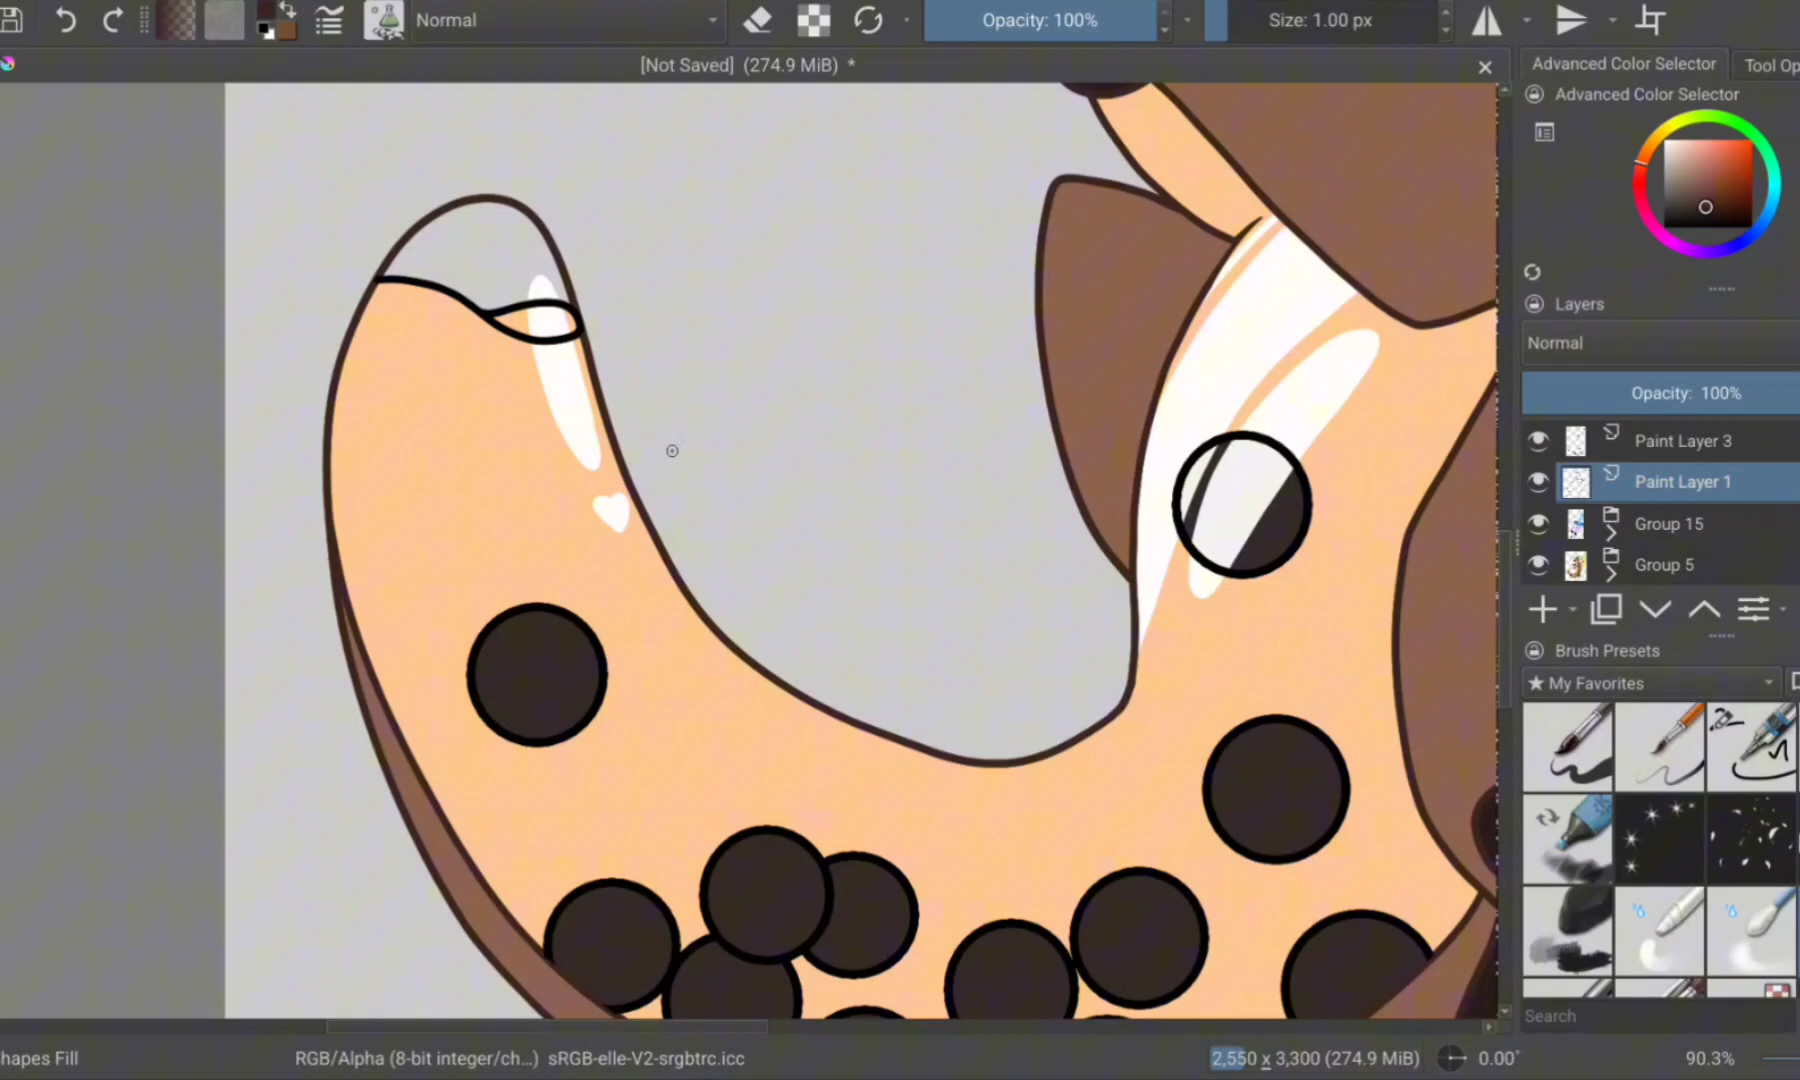 Normal
Opacity: 100%
Size: 1.00 px
[Not Saved] (274.9 MiB) *
Advanced Color Selector
Tool Op
Advanced Color Selector
Layers
Normal
Opacity: 100%
Paint Layer 3
Paint Layer 1
Group 15
Group 5
Brush Presets
★ My Favorites
Search
hapes Fill
RGB/Alpha (8-bit integer/ch...) sRGB-elle-V2-srgbtrc.icc
2,550 x 3,300 (274.9 MiB)
0.00°
90.3%